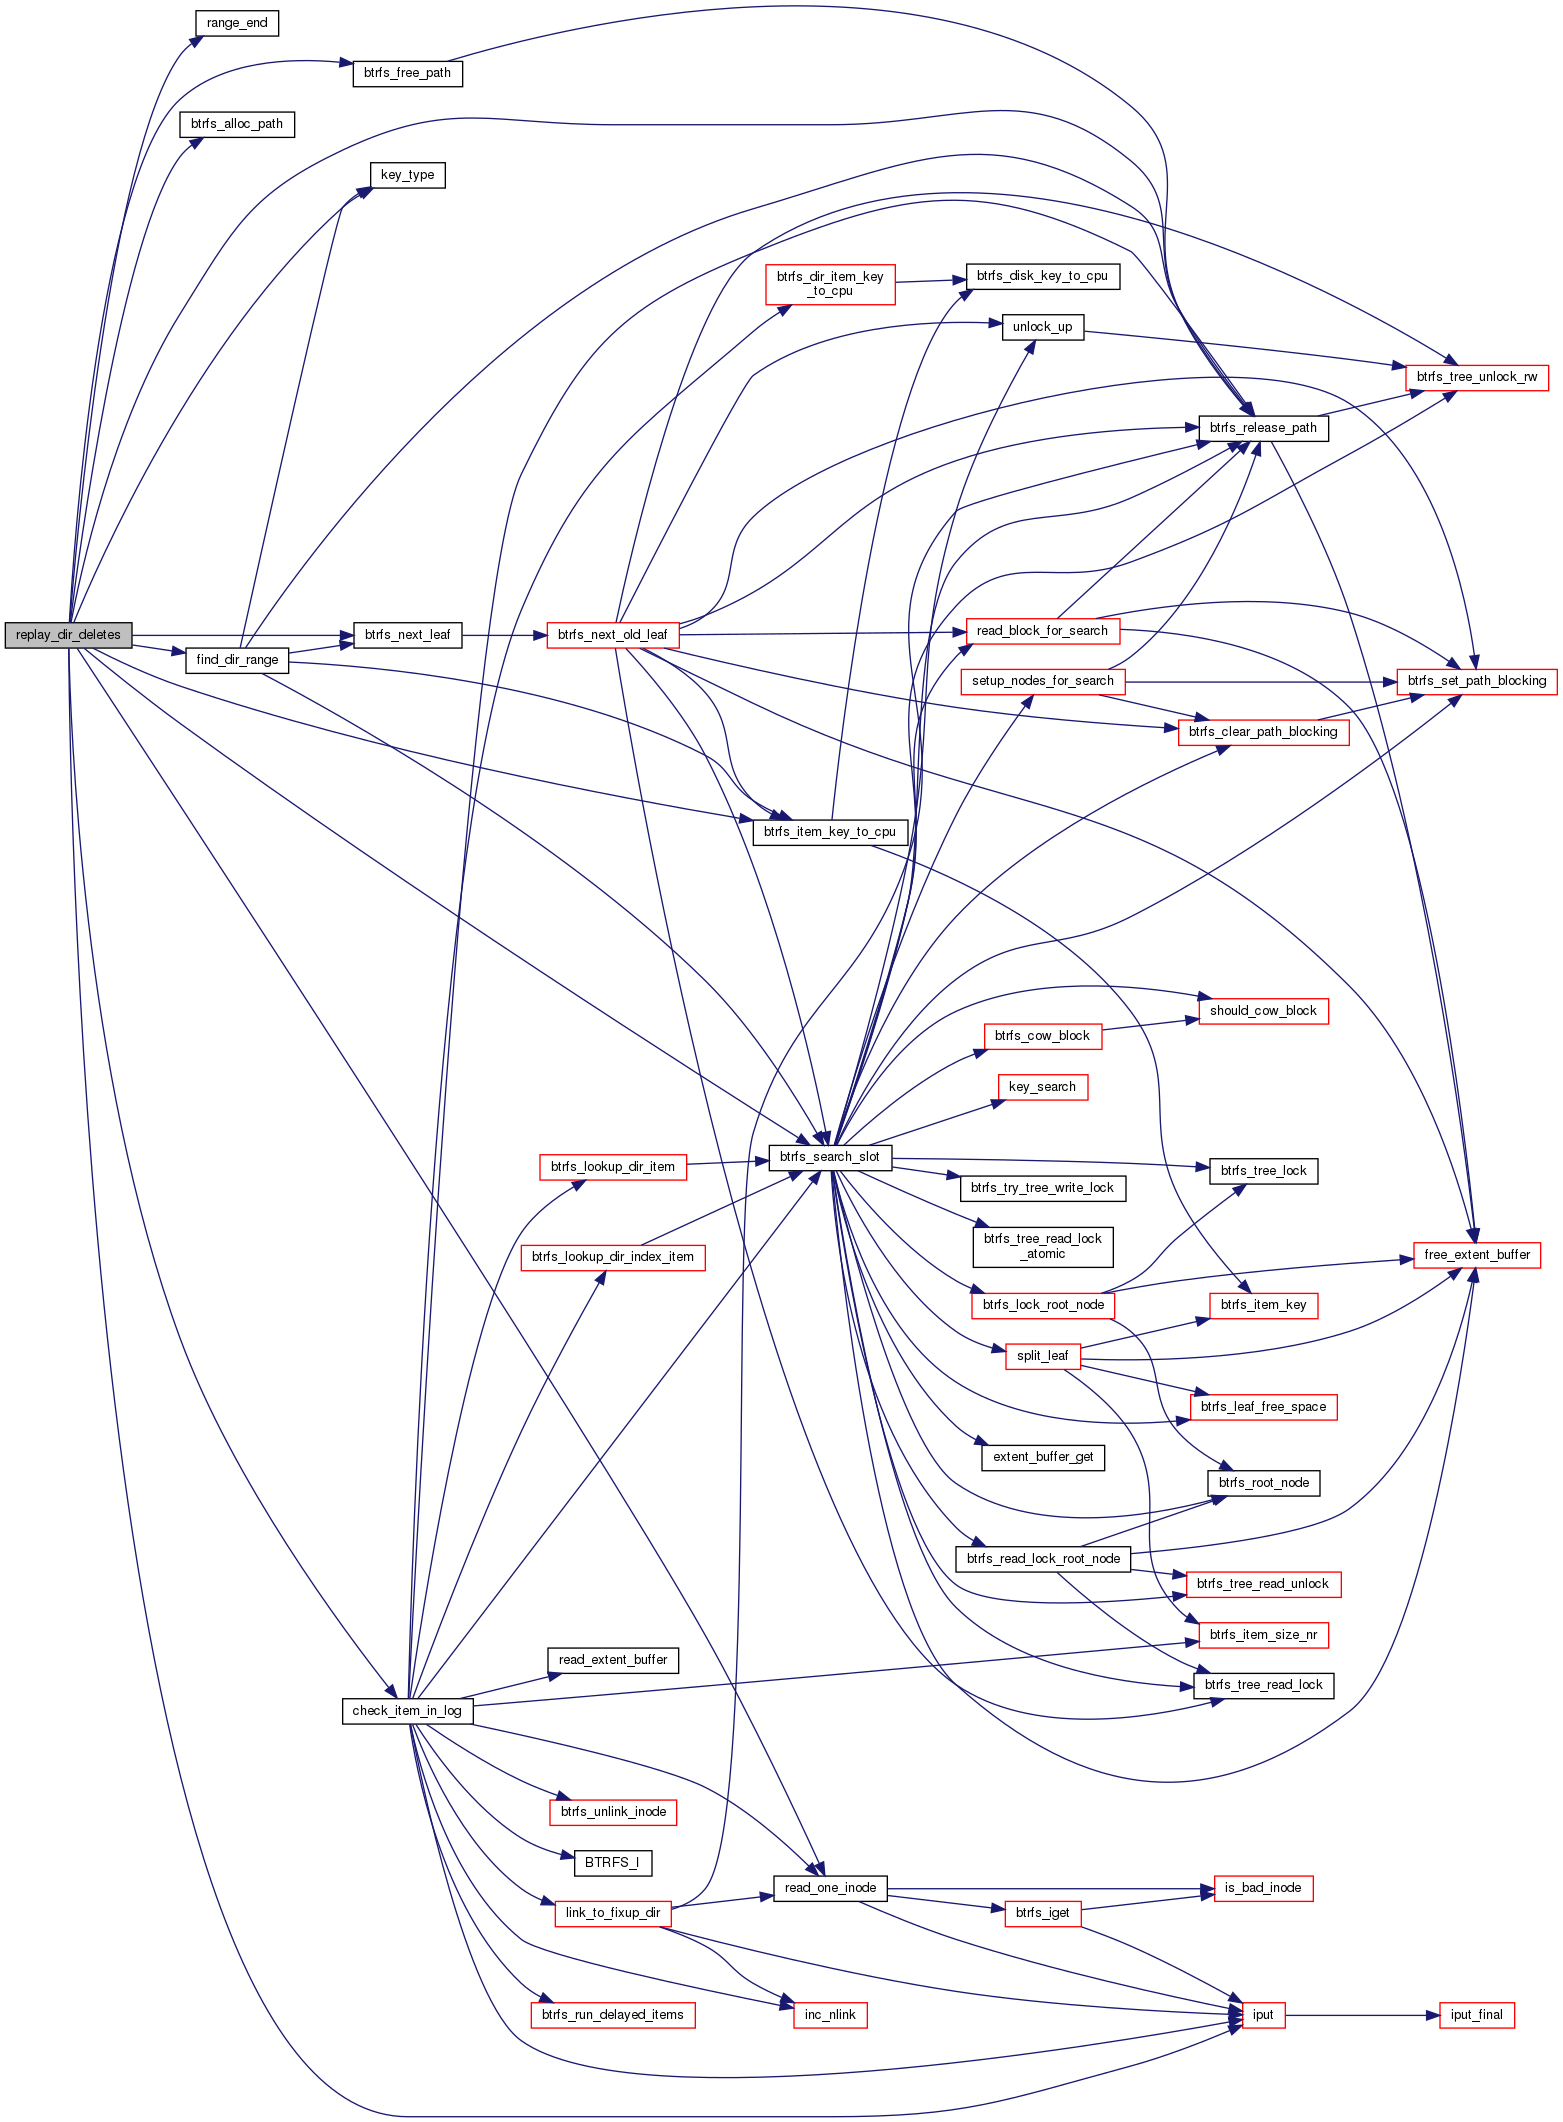 range_end
btrfs_free_path
btrfs_alloc_path
key_type
btrfs_dir_item_key
_to_cpu
btrfs_disk_key_to_cpu
unlock_up
btrfs_tree_unlock_rw
btrfs_release_path
replay_dir_deletes
btrfs_next_leaf
btrfs_next_old_leaf
read_block_for_search
find_dir_range
setup_nodes_for_search
btrfs_set_path_blocking
btrfs_clear_path_blocking
btrfs_item_key_to_cpu
should_cow_block
btrfs_cow_block
key_search
btrfs_search_slot
btrfs_lookup_dir_item
btrfs_tree_lock
btrfs_try_tree_write_lock
btrfs_tree_read_lock
_atomic
btrfs_lookup_dir_index_item
free_extent_buffer
btrfs_lock_root_node
btrfs_item_key
split_leaf
btrfs_leaf_free_space
extent_buffer_get
btrfs_root_node
btrfs_read_lock_root_node
btrfs_tree_read_unlock
btrfs_item_size_nr
read_extent_buffer
btrfs_tree_read_lock
check_item_in_log
btrfs_unlink_inode
BTRFS_I
read_one_inode
is_bad_inode
link_to_fixup_dir
btrfs_iget
btrfs_run_delayed_items
inc_nlink
iput
iput_final